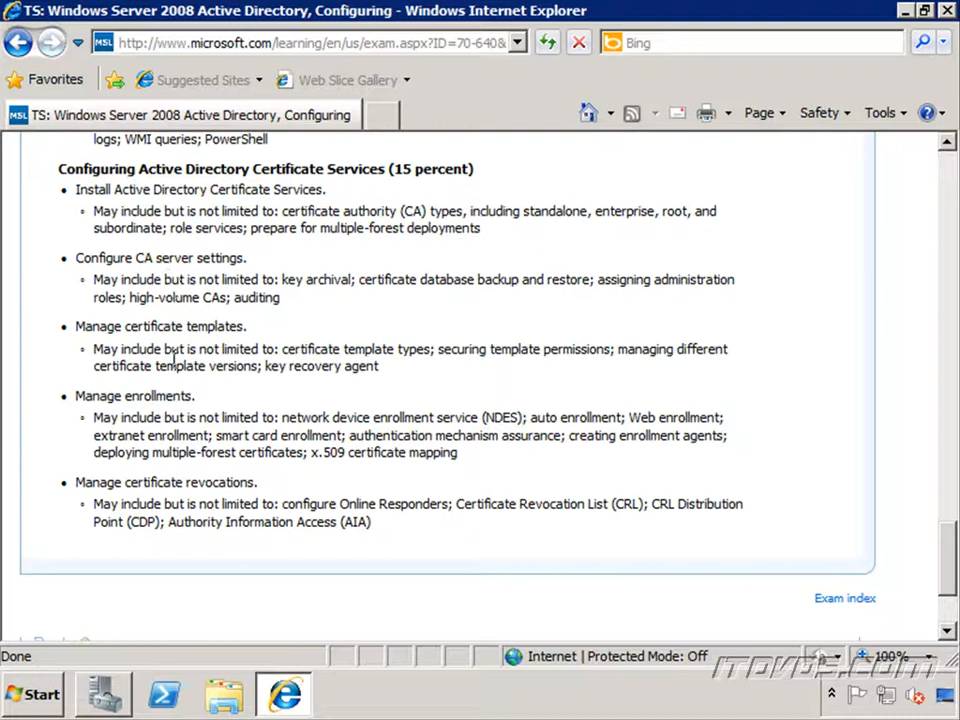 TS: Windows Server 2008 Active Directory, Configuring - Windows Internet Explorer
MSL http://www.microsoft.com/learning/en/us/exam.aspx?ID=70-640& Bing
Favorites Suggested Sites Web Slice Gallery
MSL TS: Windows Server 2008 Active Directory, Configuring Page Safety Tools
logs; WMI queries; PowerShell
Configuring Active Directory Certificate Services (15 percent)
• Install Active Directory Certificate Services.
◦ May include but is not limited to: certificate authority (CA) types, including standalone, enterprise, root, and
subordinate; role services; prepare for multiple-forest deployments
• Configure CA server settings.
◦ May include but is not limited to: key archival; certificate database backup and restore; assigning administration
roles; high-volume CAs; auditing
• Manage certificate templates.
◦ May include but is not limited to: certificate template types; securing template permissions; managing different
certificate template versions; key recovery agent
• Manage enrollments.
◦ May include but is not limited to: network device enrollment service (NDES); auto enrollment; Web enrollment;
extranet enrollment; smart card enrollment; authentication mechanism assurance; creating enrollment agents;
deploying multiple-forest certificates; x.509 certificate mapping
• Manage certificate revocations.
◦ May include but is not limited to: configure Online Responders; Certificate Revocation List (CRL); CRL Distribution
Point (CDP); Authority Information Access (AIA)
Exam index
Done Internet | Protected Mode: Off 100%
ITDVDS.com
Start